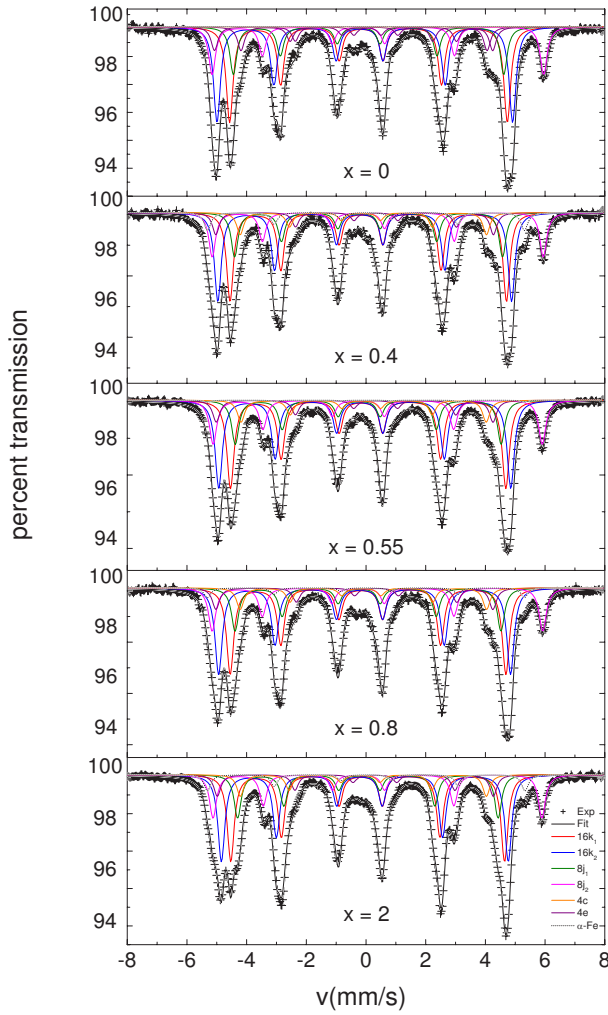 100
98
96
94
x = 0
100
98
96
94
x = 0.4
100
98
96
94
x = 0.55
100
98
96
94
x = 0.8
100
98
96
94
x = 2
Exp
Fit
16k₁
16k₂
8j₁
8j₂
4c
4e
α-Fe
-8 -6 -4 -2 0 2 4 6 8
v(mm/s)
percent transmission